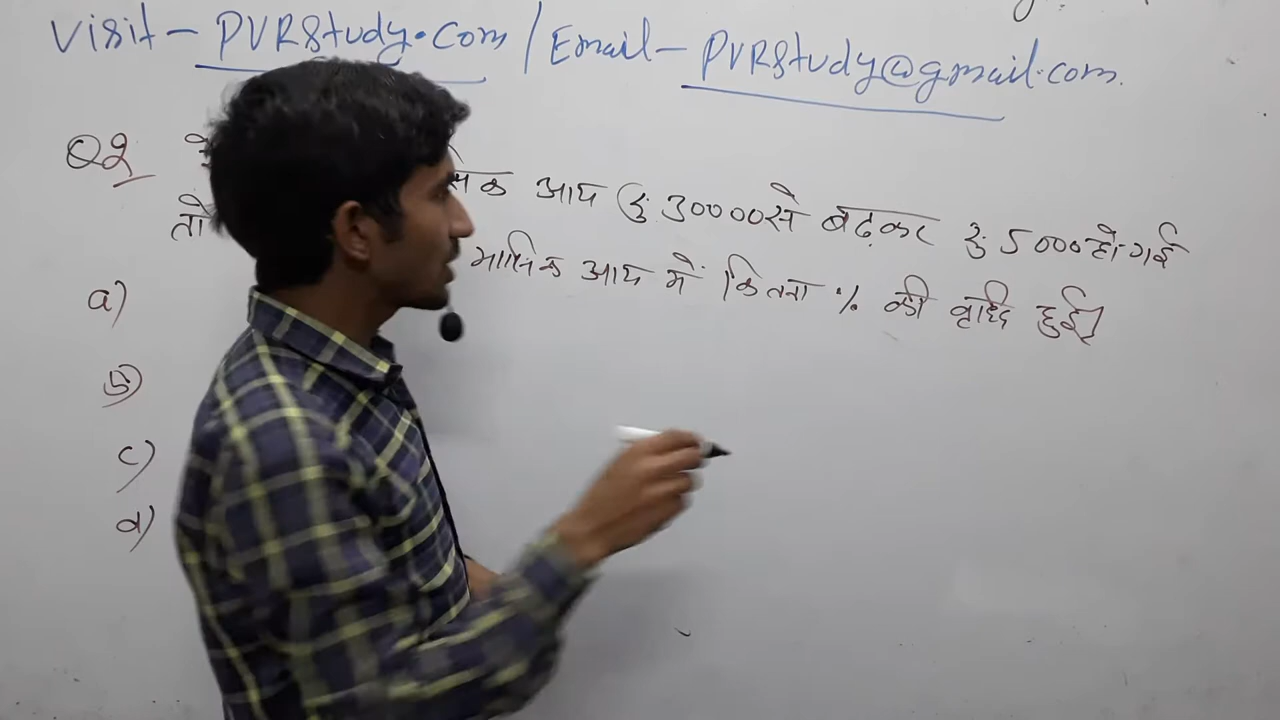 Visit - PVRStudy.com / Email - PVRStudy@gmail.com.
Q2 आय रु 30000 से बढ़कर रु 5000 हो गई
तो मासिक आय में कितना % की वृद्धि हुई।
a)
b)
c)
d)